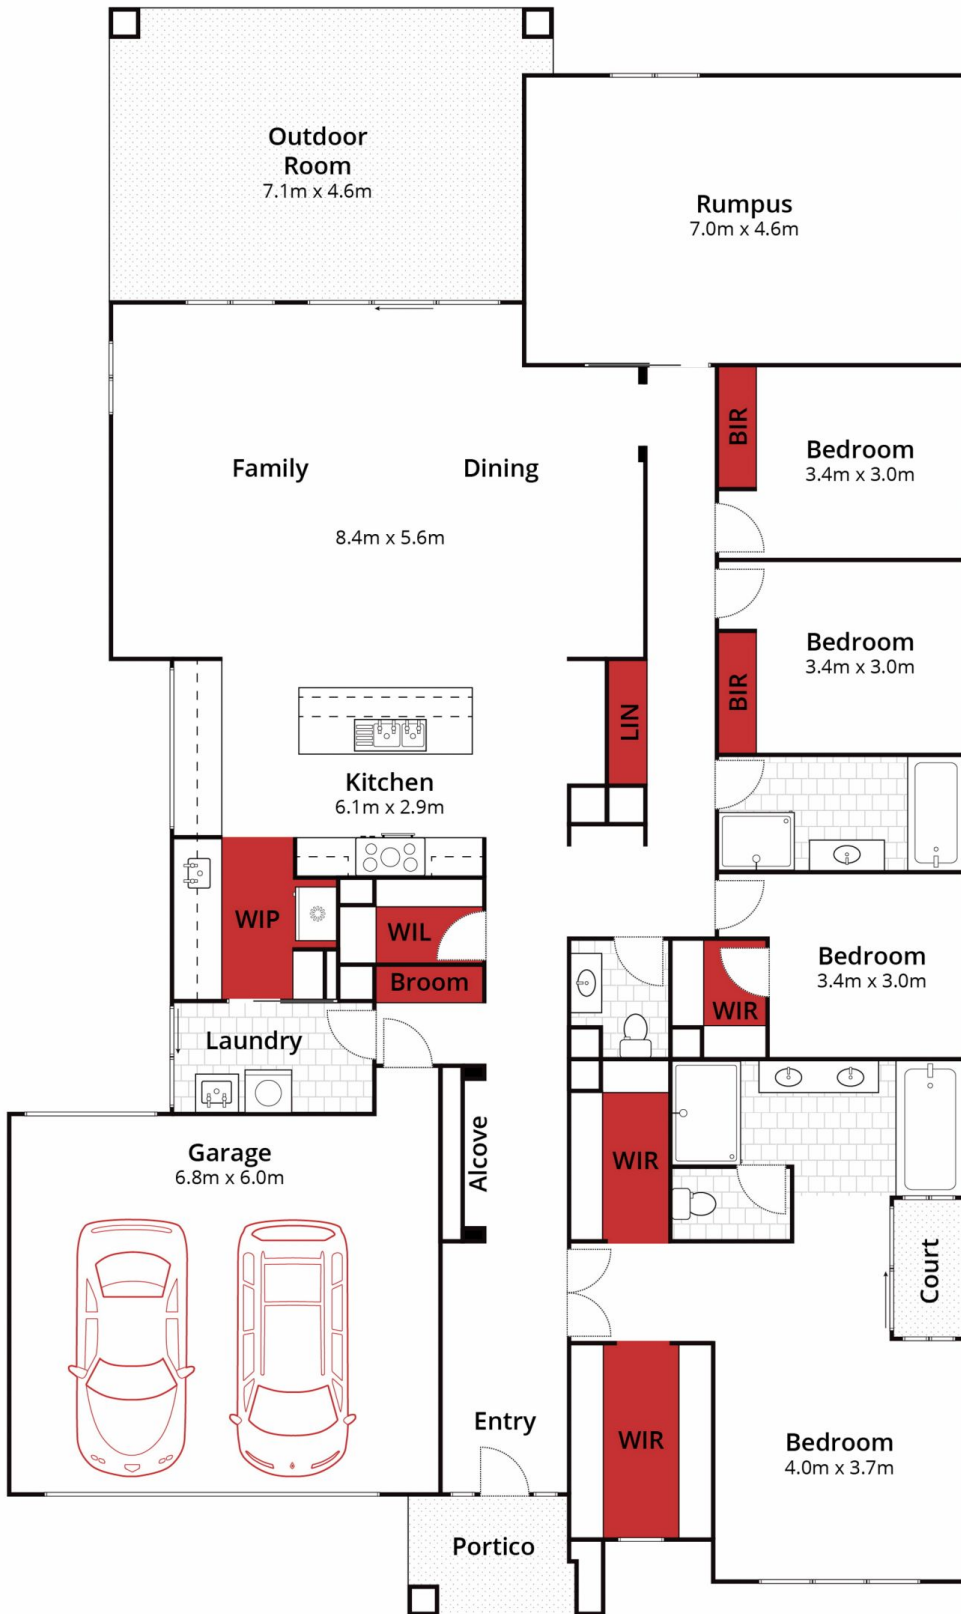 Outdoor
Room
7.1m x 4.6m
Rumpus
7.0m x 4.6m
BIR
Bedroom
3.4m x 3.0m
Family
Dining
8.4m x 5.6m
Bedroom
3.4m x 3.0m
BIR
LIN
Kitchen
6.1m x 2.9m
WIP
WIL
Broom
Bedroom
3.4m x 3.0m
WIR
Laundry
Garage
6.8m x 6.0m
Alcove
WIR
Court
Entry
WIR
Bedroom
4.0m x 3.7m
Portico